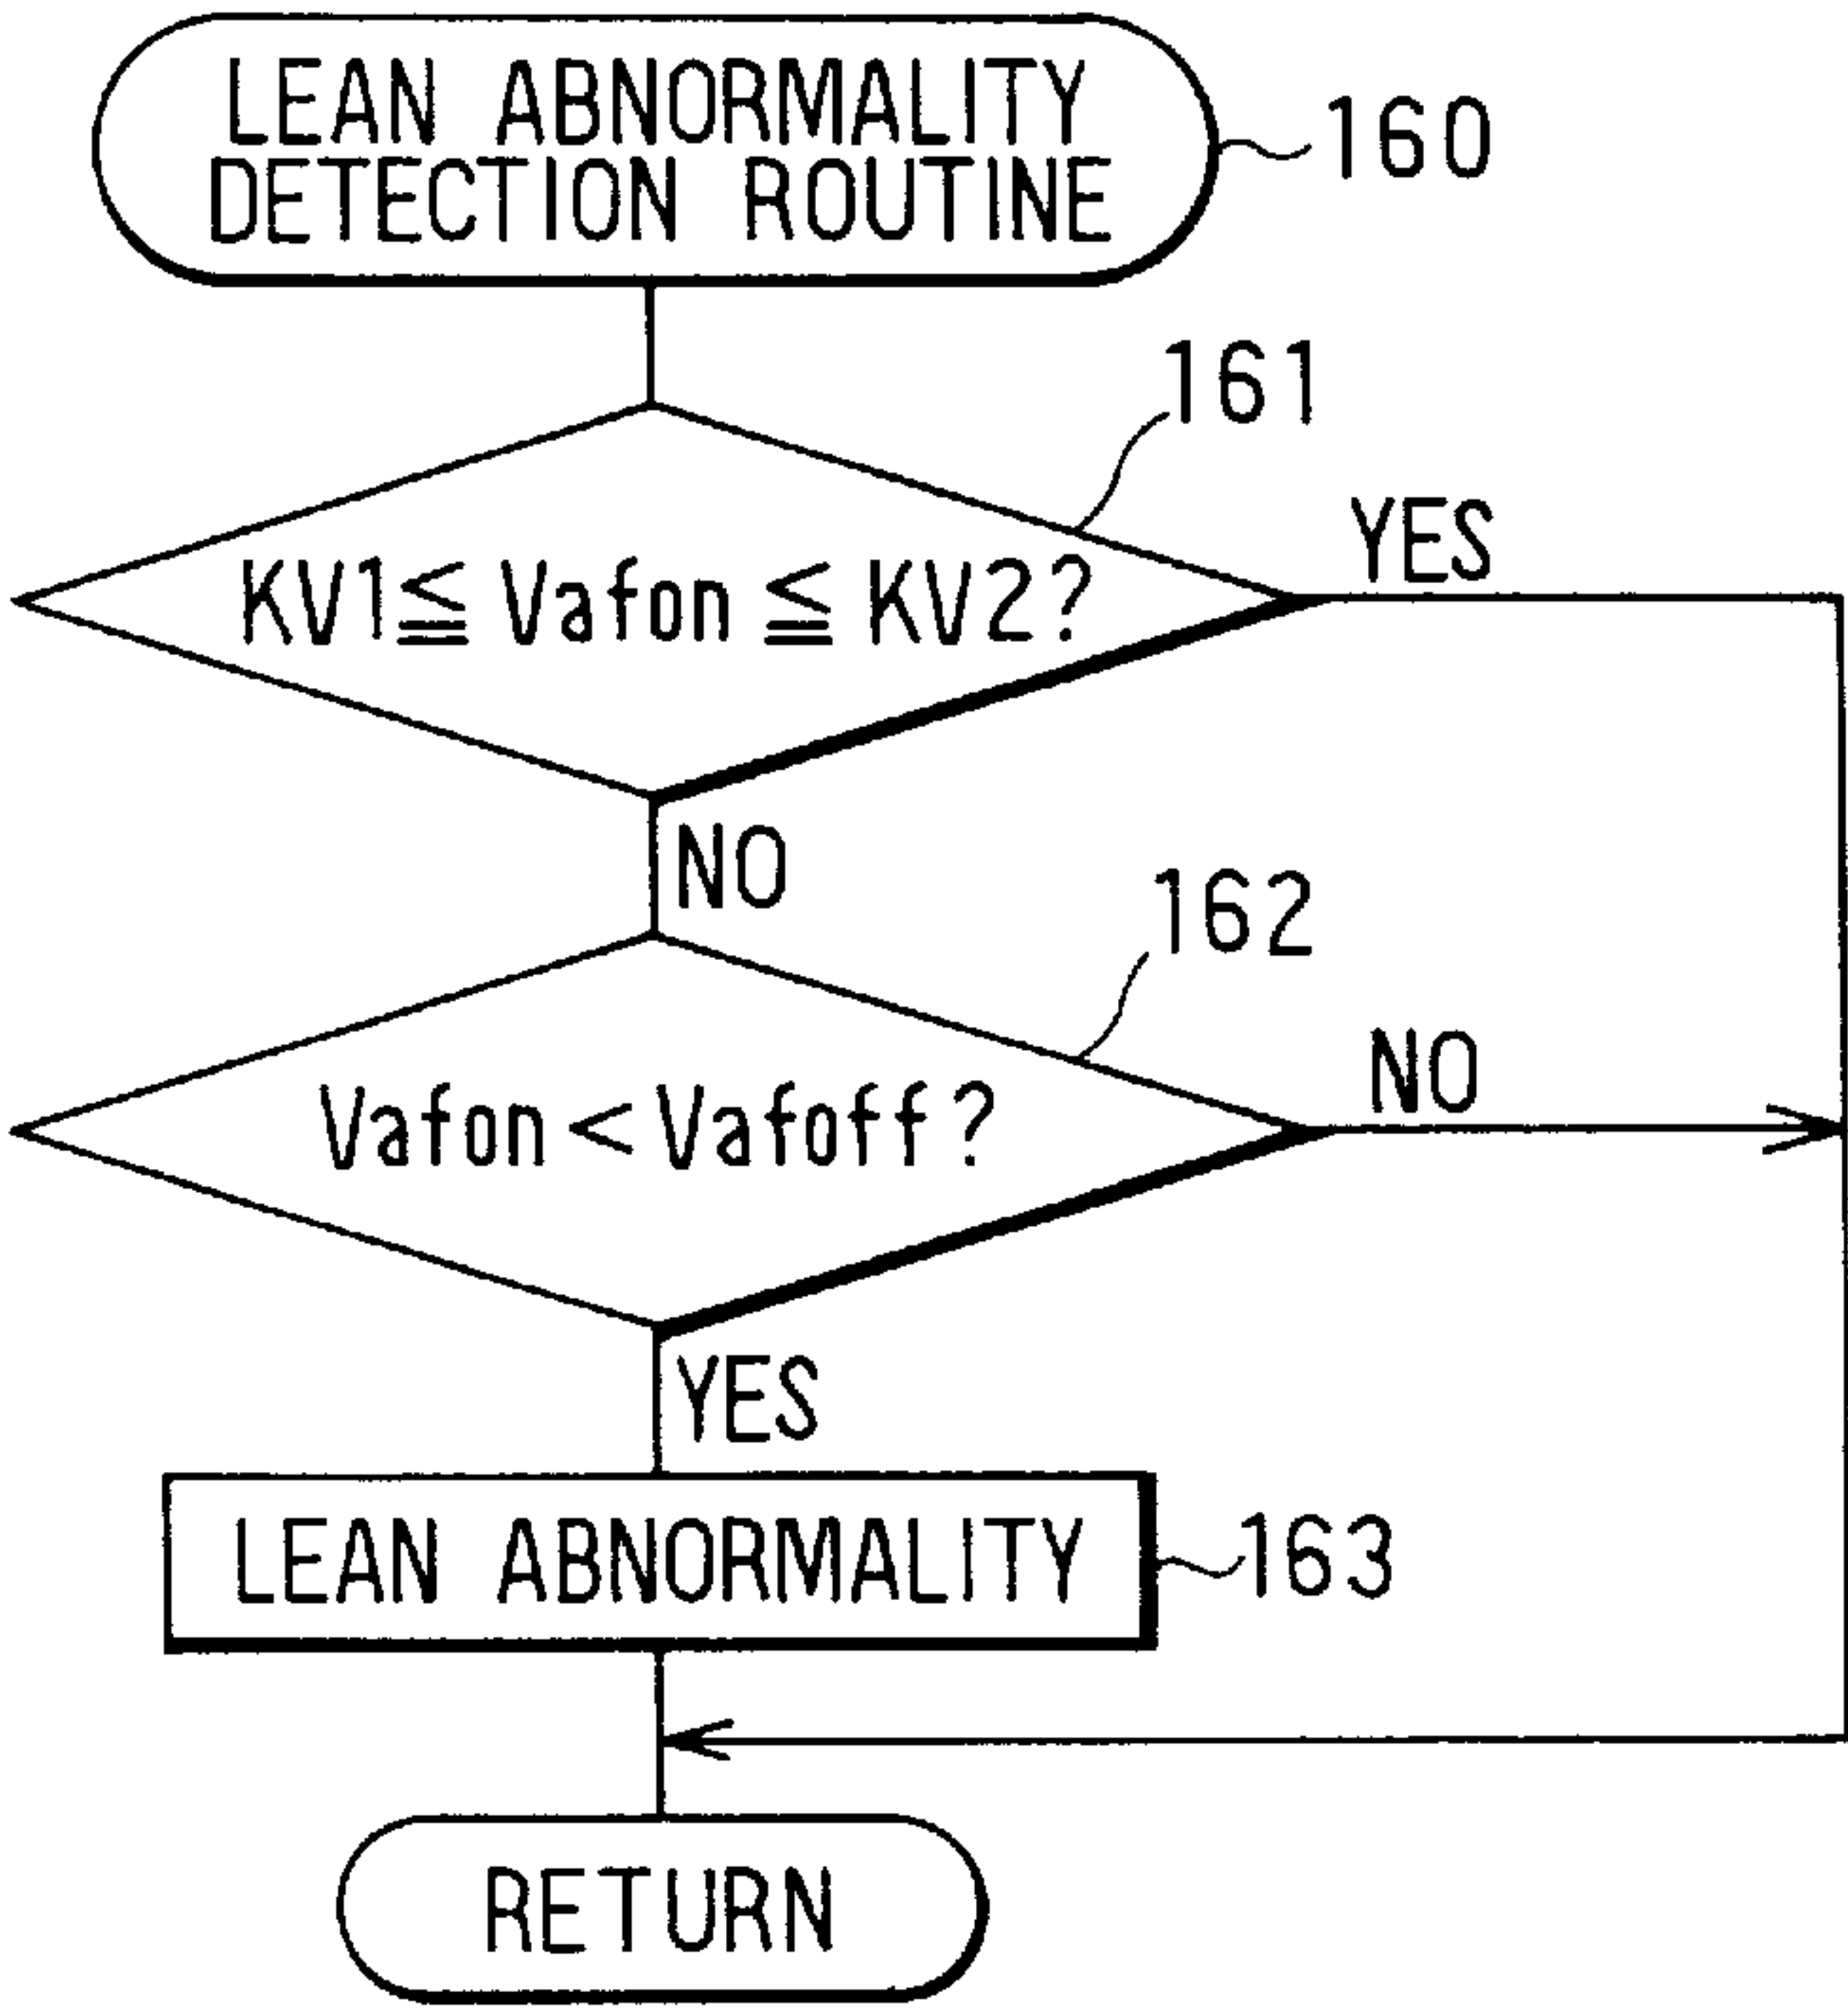 LEAN ABNORMALITY
DETECTION ROUTINE
160
161
KV1≦ Vafon ≦ KV2?
YES
NO
162
Vafon < Vafoff ?
NO
YES
LEAN ABNORMALITY
163
RETURN